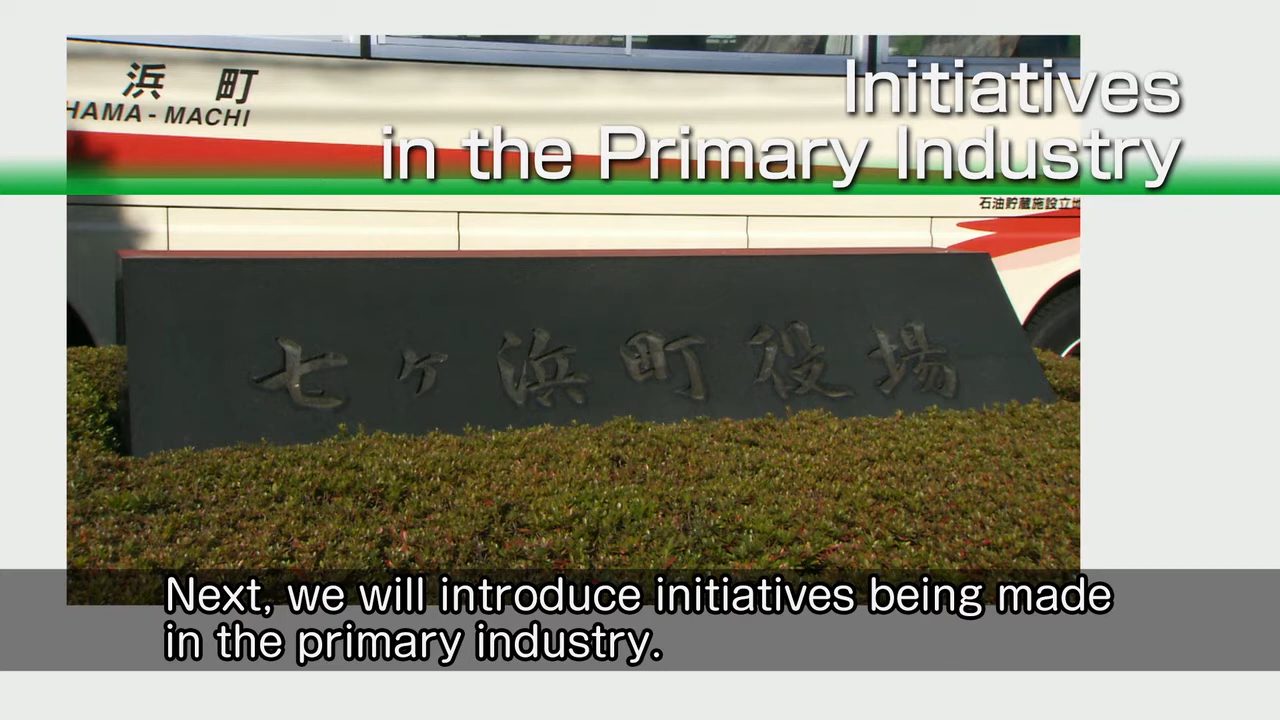 浜 町
HAMA-MACHI
Initiatives
in the Primary Industry
石油貯蔵施設立地
七ヶ浜町役場
Next, we will introduce initiatives being made
in the primary industry.